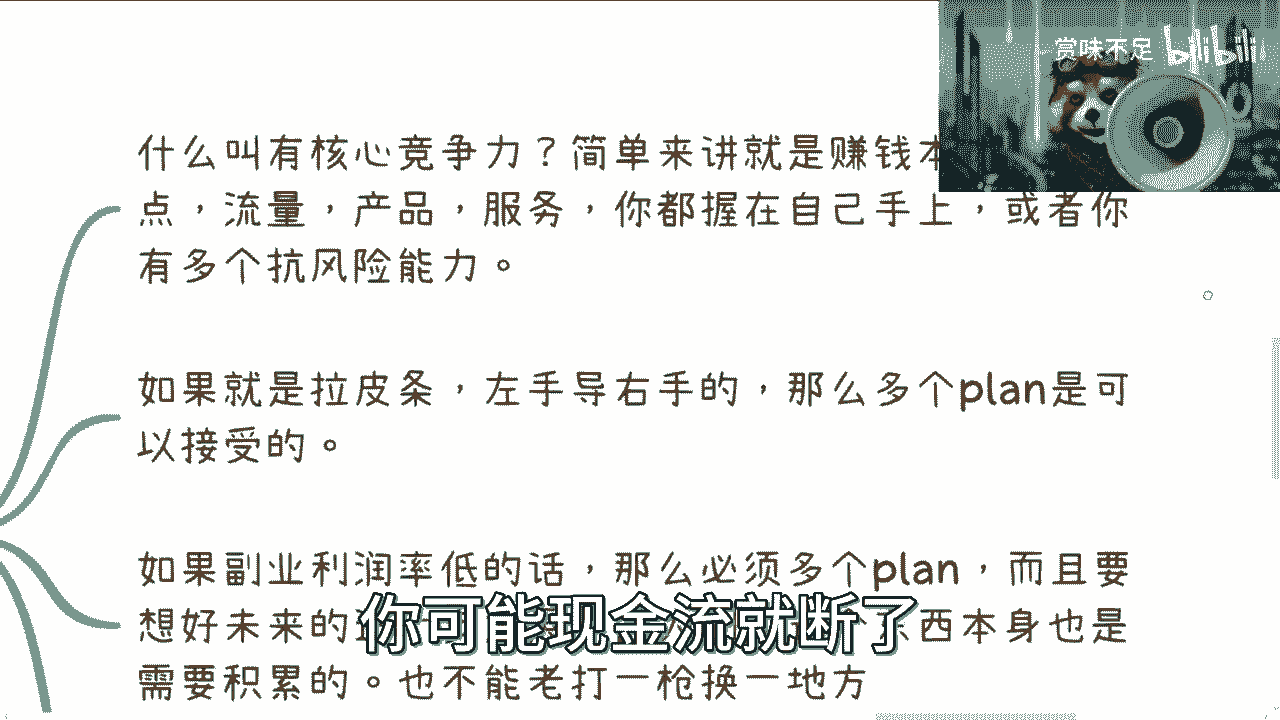 赏味不足 bilibili
什么叫有核心竞争力？简单来讲就是赚钱
点，流量，产品，服务，你都握在自己手上，或者你
有多个抗风险能力。
如果就是拉皮条，左手导右手的，那么多个plan是可
以接受的。
如果副业利润率低的话，那么必须多个plan，而且要
想好未来的
西本身也是
你可能现金流就断了
需要积累的。也不能老打一枪换一地方